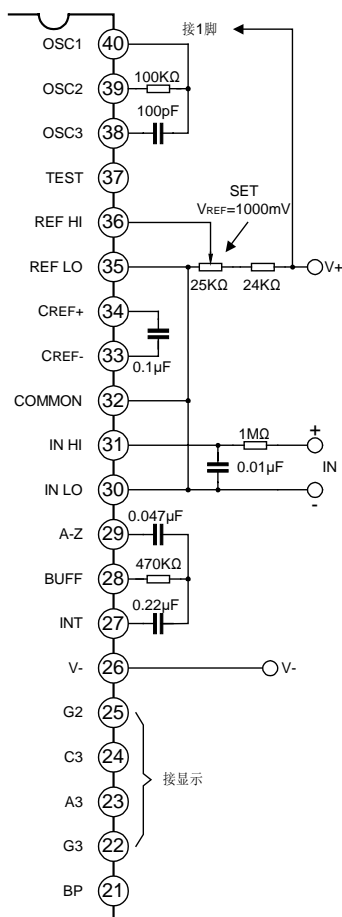 接1脚
OSC1 40
OSC2 39 100KΩ
100pF
OSC3 38
TEST 37
SET
VREF=1000mV
REF HI 36
REF LO 35 V+
25KΩ 24KΩ
CREF+ 34
CREF- 33
0.1μF
COMMON 32
1MΩ +
IN HI 31
0.01μF IN
IN LO 30
-
0.047μF
A-Z 29
470KΩ
BUFF 28
0.22μF
INT 27
V- 26 V-
G2 25
C3 24
接显示
A3 23
G3 22
BP 21